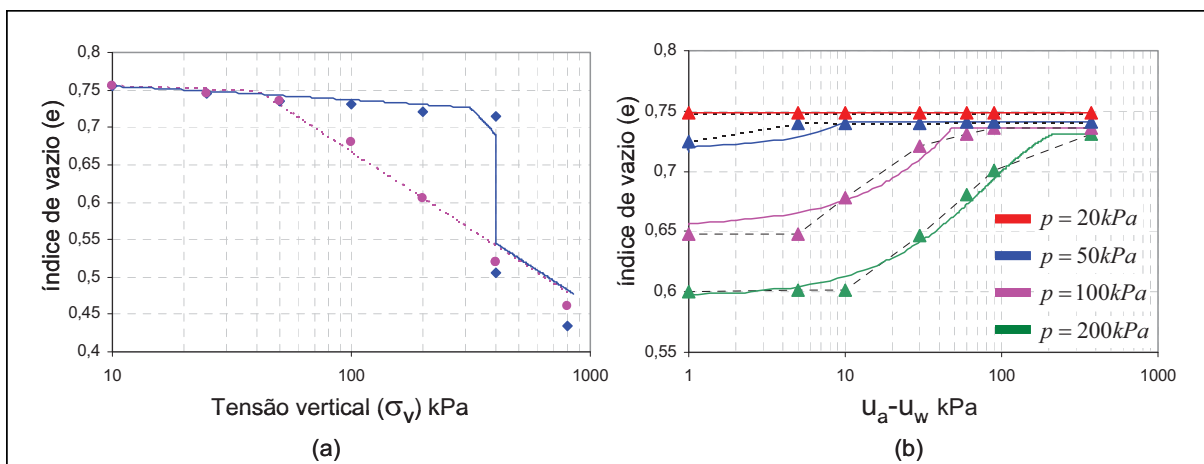 0,8
0,75
0,7
0,65
0,6
0,55
0,5
0,45
0,4
índice de vazio (e)
10
100
1000
Tensão vertical (σv) kPa
(a)
0,8
0,75
0,7
0,65
0,6
0,55
índice de vazio (e)
p = 20kPa
p = 50kPa
p = 100kPa
p = 200kPa
1
10
100
1000
ua-uw kPa
(b)